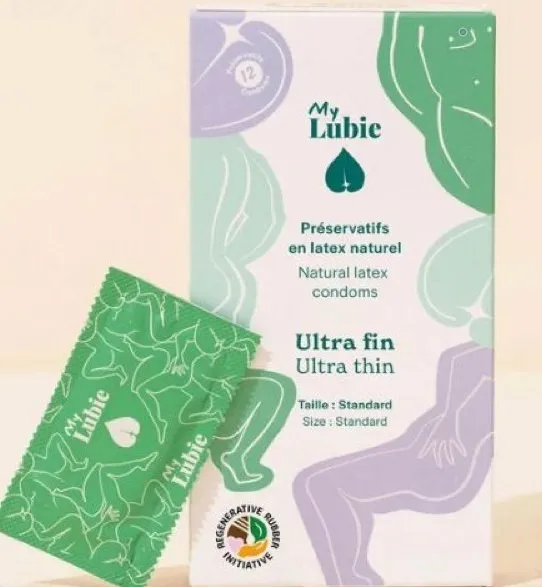 12
My
Lubie
Préservatifs
en latex naturel
Natural latex
condoms
Ultra fin
Ultra thin
Taille : Standard
Size : Standard
My
Lubie
My
Lubie
REGENERATIVE RUBBER
INITIATIVE